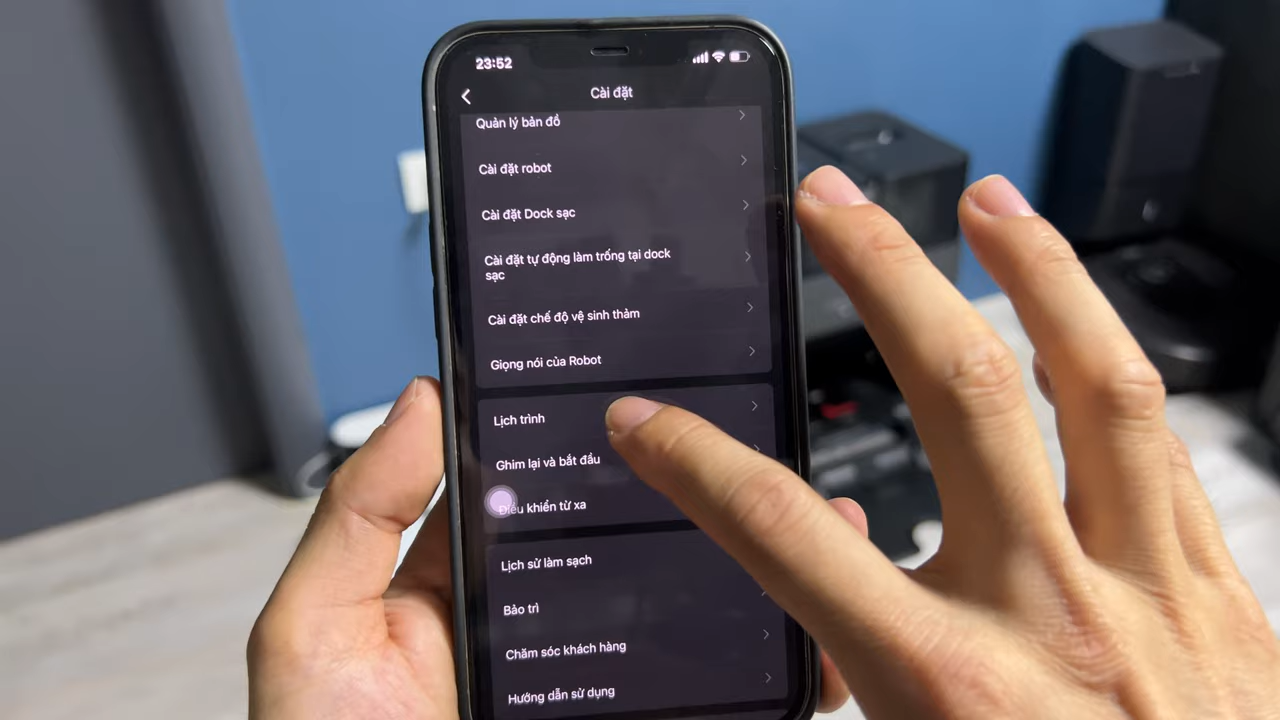 23:52
Cài đặt
Quản lý bản đồ
Cài đặt robot
Cài đặt Dock sạc
Cài đặt tự động làm trống tại dock
sạc
Cài đặt chế độ vệ sinh thảm
Giọng nói của Robot
Lịch trình
Ghim lại và bắt đầu
Điều khiển từ xa
Lịch sử làm sạch
Bảo trì
Chăm sóc khách hàng
Hướng dẫn sử dụng